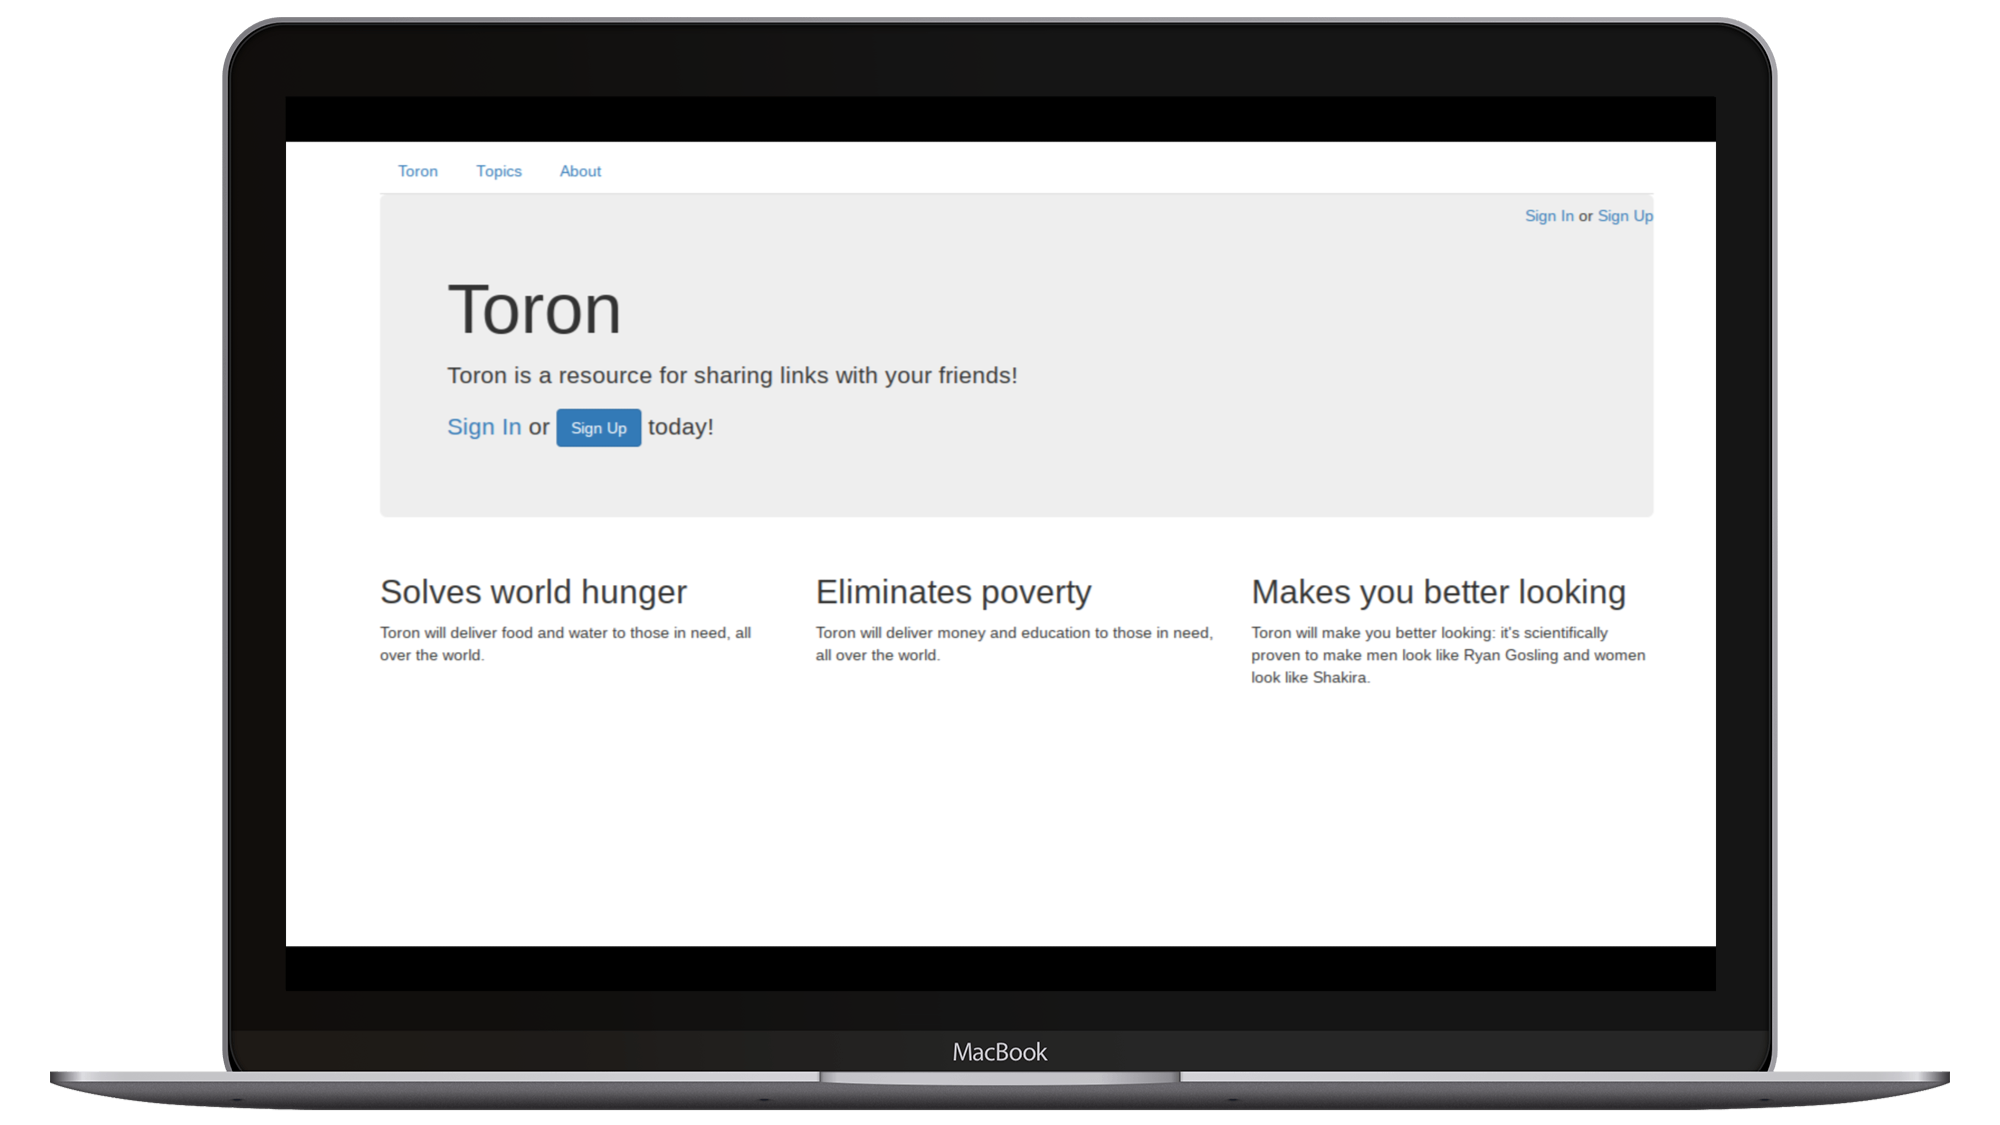 Toron Topics About
Sign In or Sign Up
Toron
Toron is a resource for sharing links with your friends!
Sign In or Sign Up today!
Solves world hunger
Toron will deliver food and water to those in need, all
over the world.
Eliminates poverty
Toron will deliver money and education to those in need,
all over the world.
Makes you better looking
Toron will make you better looking: it's scientifically
proven to make men look like Ryan Gosling and women
look like Shakira.
MacBook